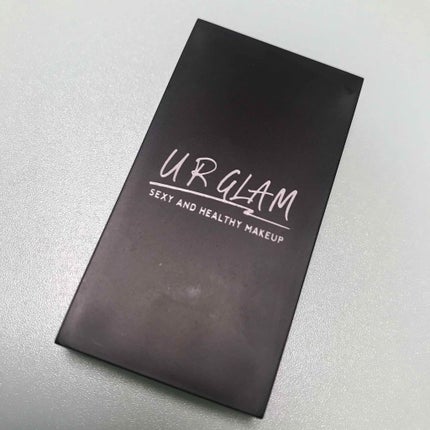 UR GLAM
SEXY AND HEALTHY MAKEUP